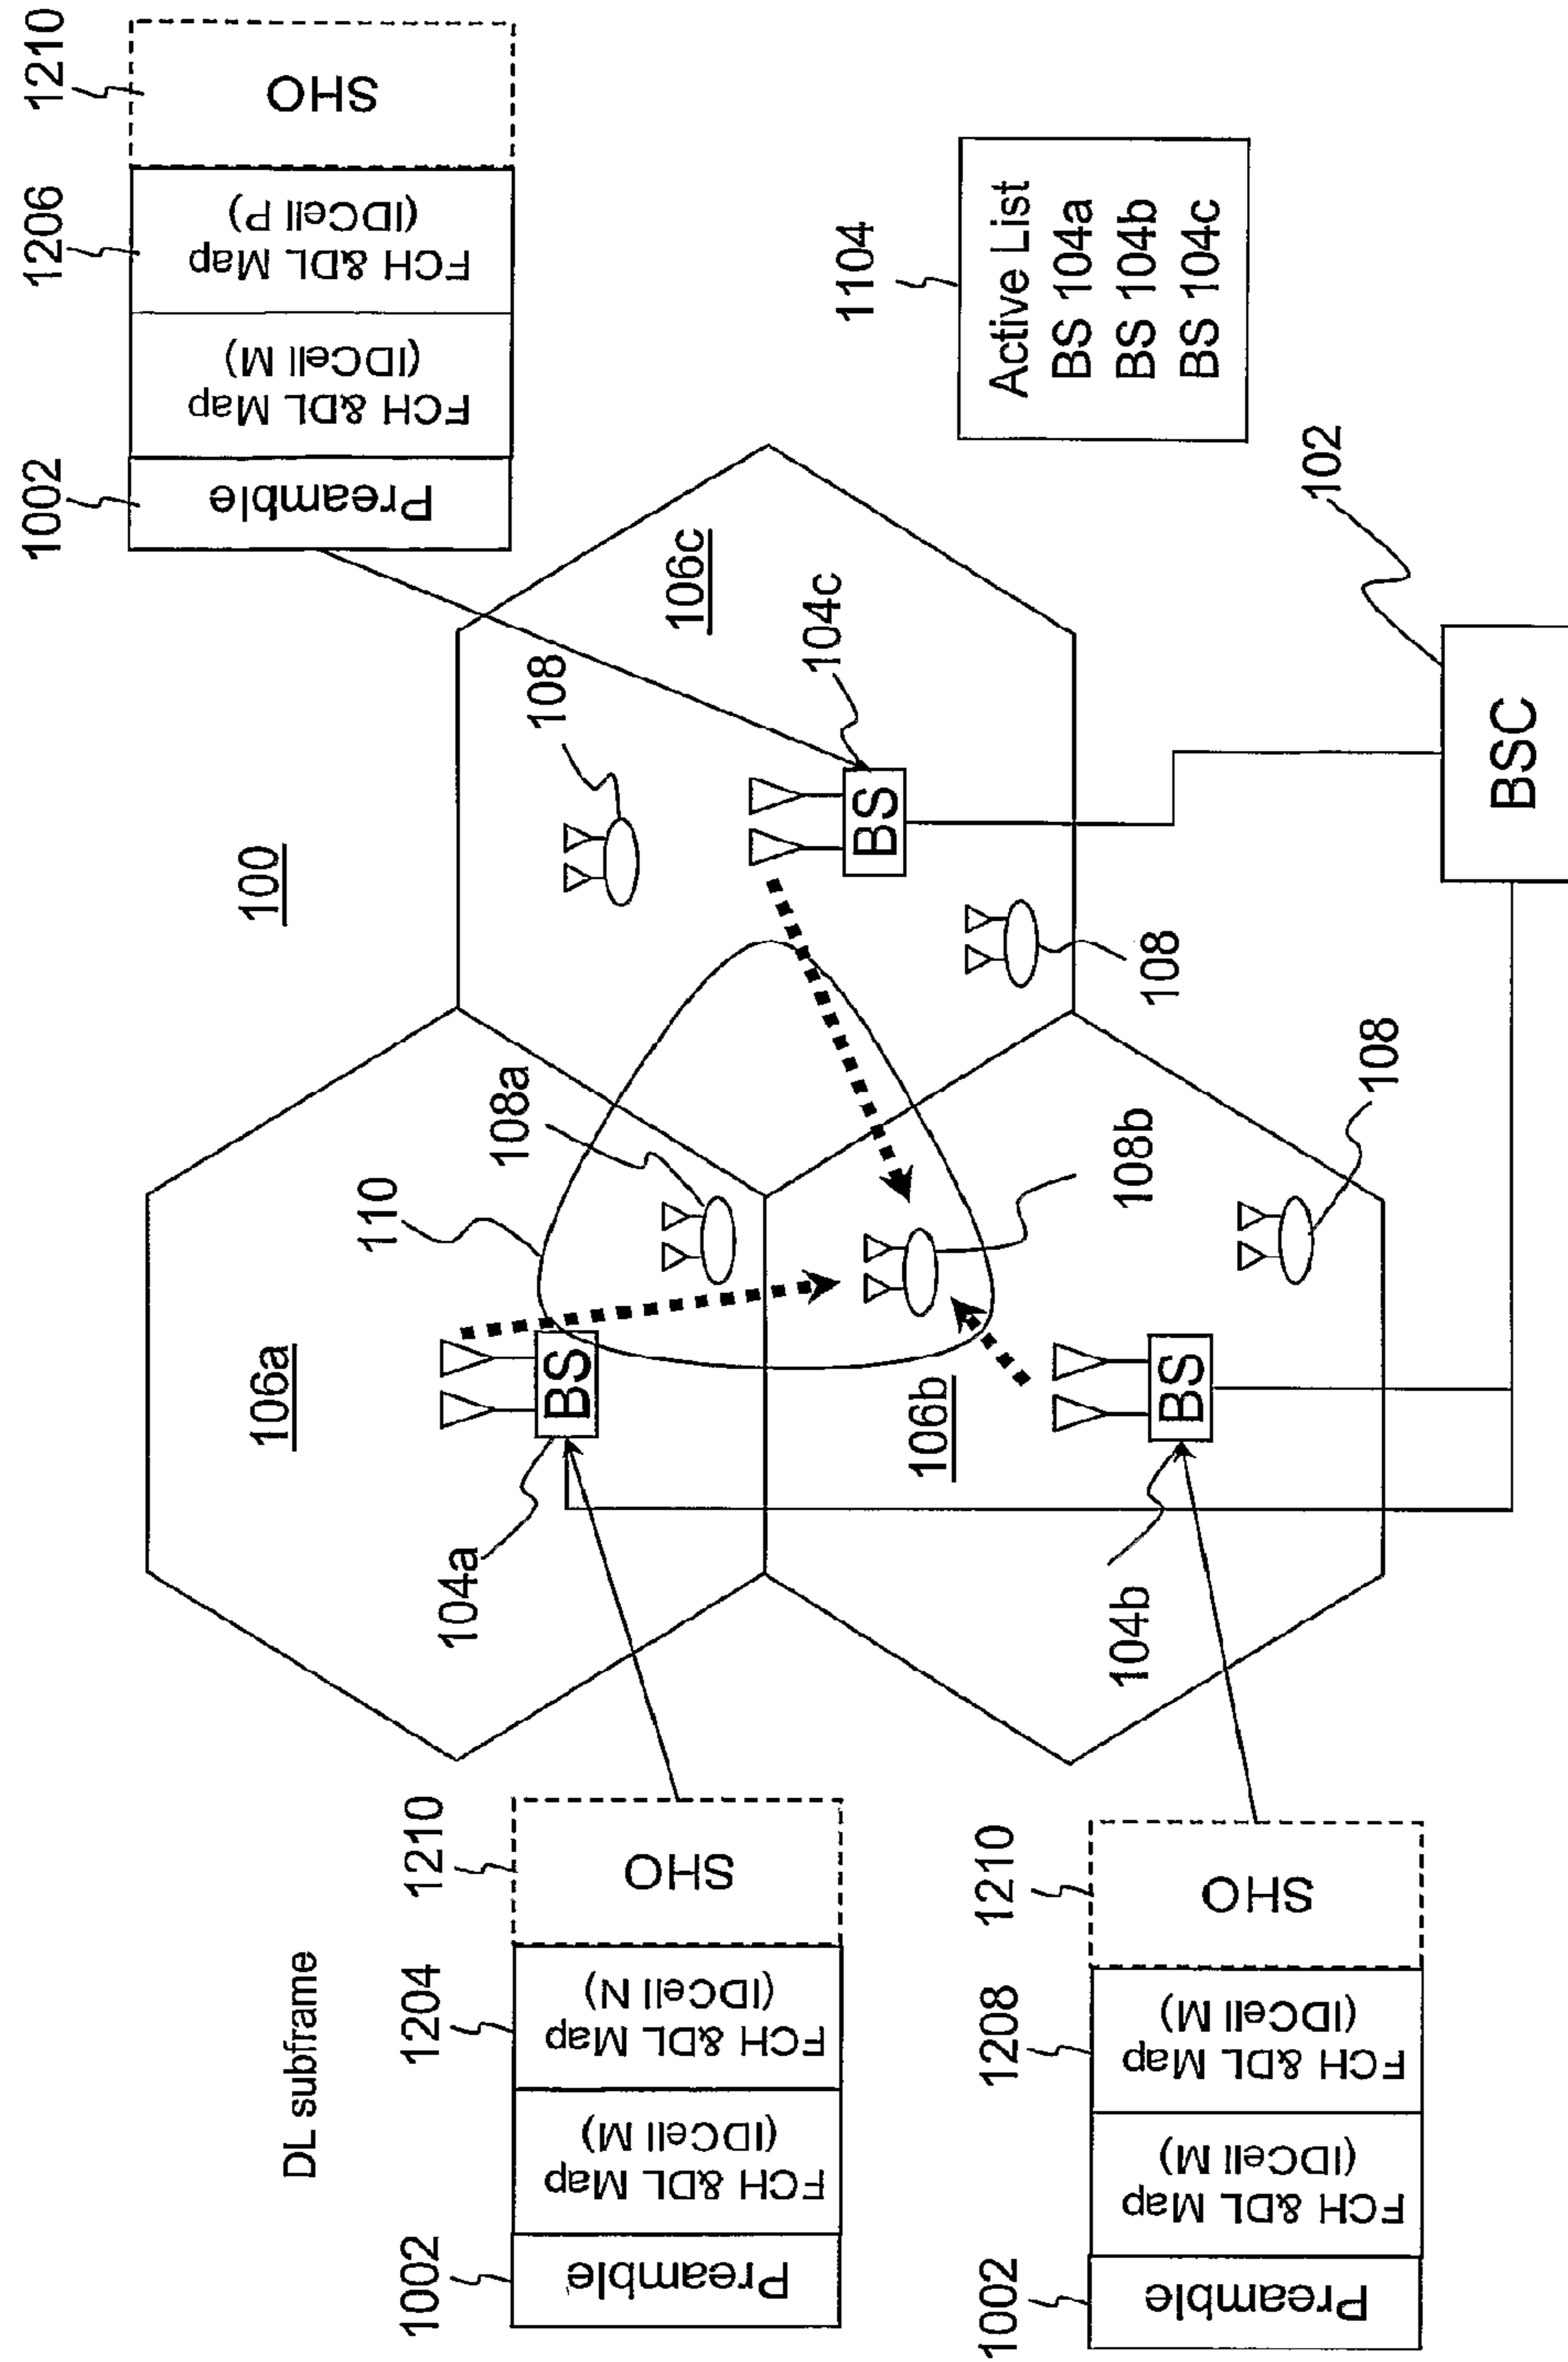 DL subframe
1002
1204
1210
Preamble
FCH &DL Map
(IDCell M)
FCH &DL Map
(IDCell N)
SHO
1002
1208
1210
Preamble
FCH &DL Map
(IDCell M)
FCH &DL Map
(IDCell M)
SHO
1002
1206
1210
Preamble
FCH &DL Map
(IDCell M)
FCH &DL Map
(IDCell P)
SHO
100
106a
104a
BS
110
108a
106b
104b
BS
108b
108
106c
108
104c
BS
108
1104
Active List
BS 104a
BS 104b
BS 104c
102
BSC